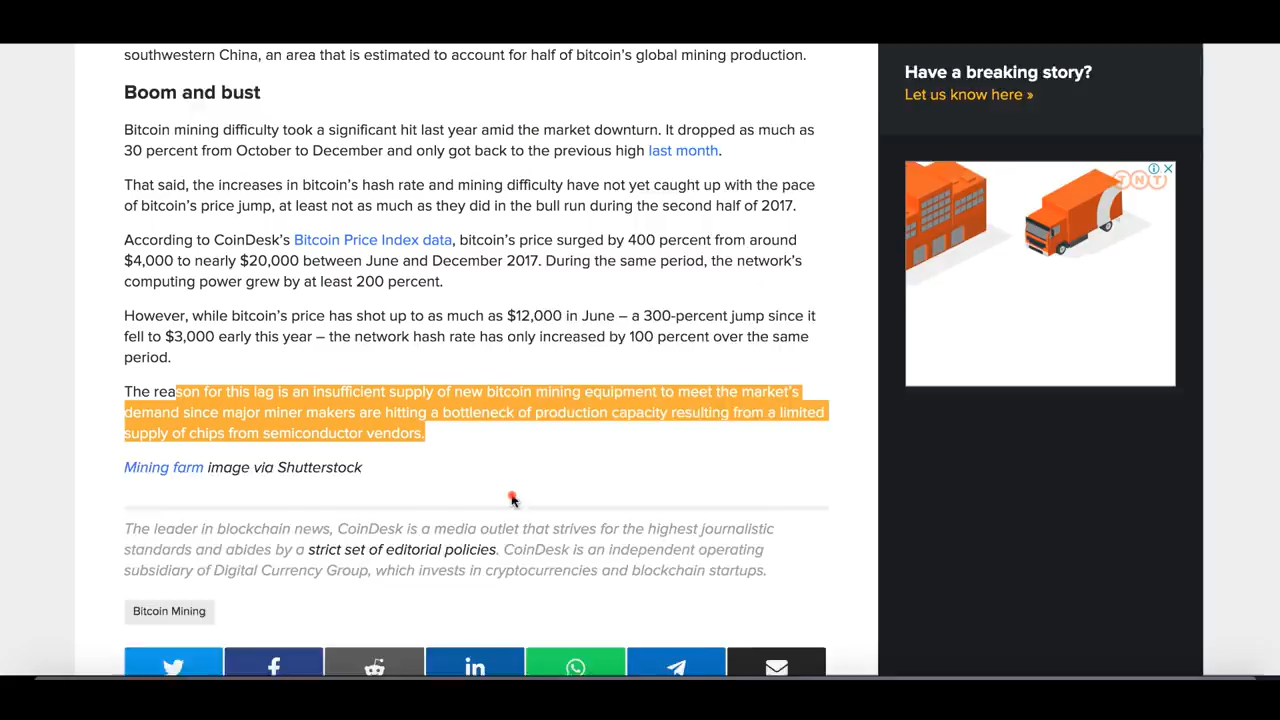 southwestern China, an area that is estimated to account for half of bitcoin's global mining production.
Boom and bust
Bitcoin mining difficulty took a significant hit last year amid the market downturn. It dropped as much as
30 percent from October to December and only got back to the previous high last month.
That said, the increases in bitcoin's hash rate and mining difficulty have not yet caught up with the pace
of bitcoin's price jump, at least not as much as they did in the bull run during the second half of 2017.
According to CoinDesk's Bitcoin Price Index data, bitcoin's price surged by 400 percent from around
$4,000 to nearly $20,000 between June and December 2017. During the same period, the network's
computing power grew by at least 200 percent.
However, while bitcoin's price has shot up to as much as $12,000 in June – a 300-percent jump since it
fell to $3,000 early this year – the network hash rate has only increased by 100 percent over the same
period.
The reason for this lag is an insufficient supply of new bitcoin mining equipment to meet the market's
demand since major miner makers are hitting a bottleneck of production capacity resulting from a limited
supply of chips from semiconductor vendors.
Mining farm image via Shutterstock
The leader in blockchain news, CoinDesk is a media outlet that strives for the highest journalistic
standards and abides by a strict set of editorial policies. CoinDesk is an independent operating
subsidiary of Digital Currency Group, which invests in cryptocurrencies and blockchain startups.
Bitcoin Mining
Have a breaking story?
Let us know here »
TNT